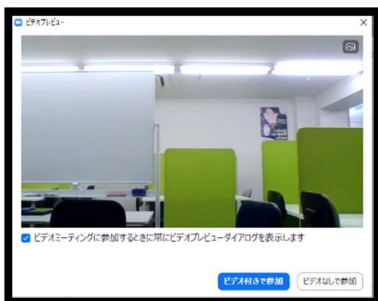 ビデオプレビュー
ビデオミーティングに参加するときに常にビデオプレビューダイアログを表示します
ビデオ付きで参加
ビデオなしで参加